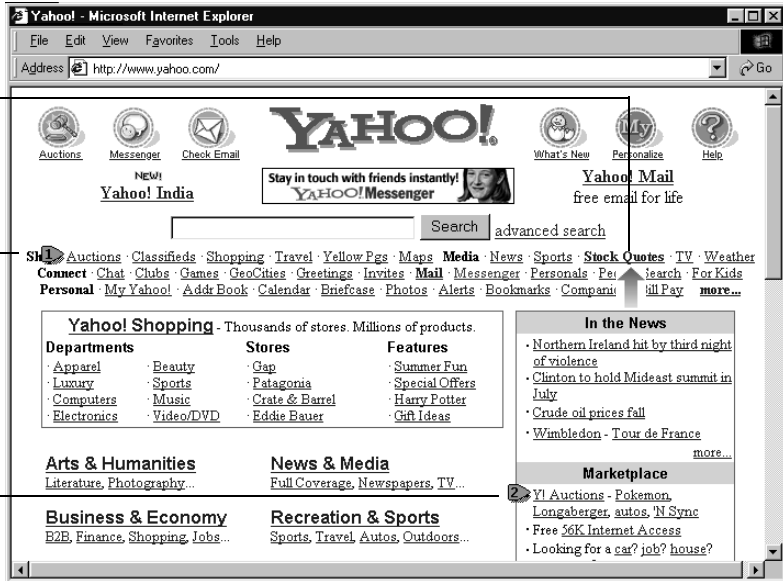 Yahoo! - Microsoft Internet Explorer
File Edit View Favorites Tools Help
Address http://www.yahoo.com/ Go
YAHOO!
Auctions Messenger Check Email What's New My Personalize ? Help
NEW!
Yahoo! India
Stay in touch with friends instantly!
YAHOO! Messenger
Yahoo! Mail
free email for life
Search advanced search
1 Auctions · Classifieds · Shopping · Travel · Yellow Pgs · Maps Media · News · Sports · Stock Quotes · TV · Weather
Connect · Chat · Clubs · Games · GeoCities · Greetings · Invites · Mail · Messenger · Personals · Search · For Kids
Personal · My Yahoo! · Addr Book · Calendar · Briefcase · Photos · Alerts · Bookmarks · Bill Pay more...
Yahoo! Shopping - Thousands of stores. Millions of products.
Departments Stores Features
· Apparel · Beauty · Gap · Summer Fun
· Luxury · Sports · Patagonia · Special Offers
· Computers · Music · Crate & Barrel · Harry Potter
· Electronics · Video/DVD · Eddie Bauer · Gift Ideas
Arts & Humanities
Literature, Photography...
News & Media
Full Coverage, Newspapers, TV...
Business & Economy
B2B, Finance, Shopping, Jobs...
Recreation & Sports
Sports, Travel, Autos, Outdoors...
In the News
· Northern Ireland hit by third night
of violence
· Clinton to hold Mideast summit in
July
· Crude oil prices fall
· Wimbledon - Tour de France
more...
Marketplace
2 Y! Auctions - Pokemon,
Longaberger, autos, 'N Sync
· Free 56K Internet Access
· Looking for a car? job? house?